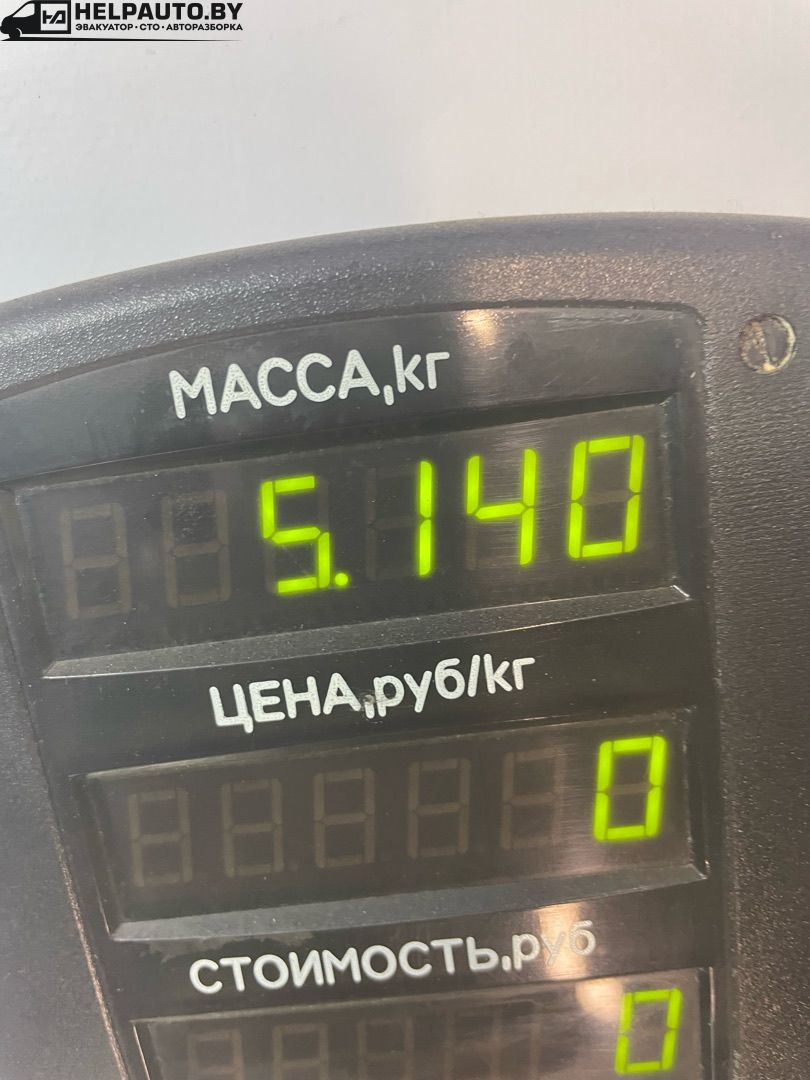 HELPAUTO.BY
ЭВАКУАТОР • СТО • АВТОРАЗБОРКА
МАССА,кг
5.140
ЦЕНА,руб/кг
0
СТОИМОСТЬ,руб
0